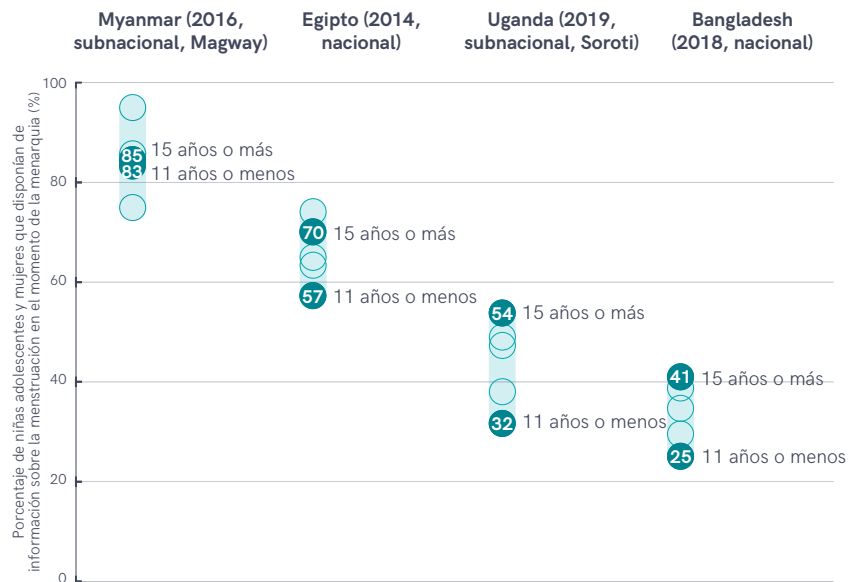 Myanmar (2016,
subnacional, Magway)
Egipto (2014,
nacional)
Uganda (2019,
subnacional, Soroti)
Bangladesh
(2018, nacional)
Porcentaje de niñas adolescentes y mujeres que disponían de
información sobre la menstruación en el momento de la menarquia (%)
100
80
60
40
20
0
85 15 años o más
83 11 años o menos
70 15 años o más
57 11 años o menos
54 15 años o más
32 11 años o menos
41 15 años o más
25 11 años o menos